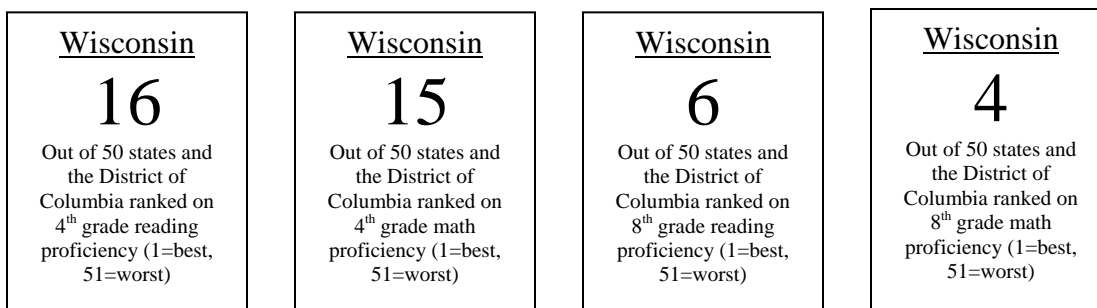 Wisconsin
16
Out of 50 states and
the District of
Columbia ranked on
4th grade reading
proficiency (1=best,
51=worst)
Wisconsin
15
Out of 50 states and
the District of
Columbia ranked on
4th grade math
proficiency (1=best,
51=worst)
Wisconsin
6
Out of 50 states and
the District of
Columbia ranked on
8th grade reading
proficiency (1=best,
51=worst)
Wisconsin
4
Out of 50 states and
the District of
Columbia ranked on
8th grade math
proficiency (1=best,
51=worst)